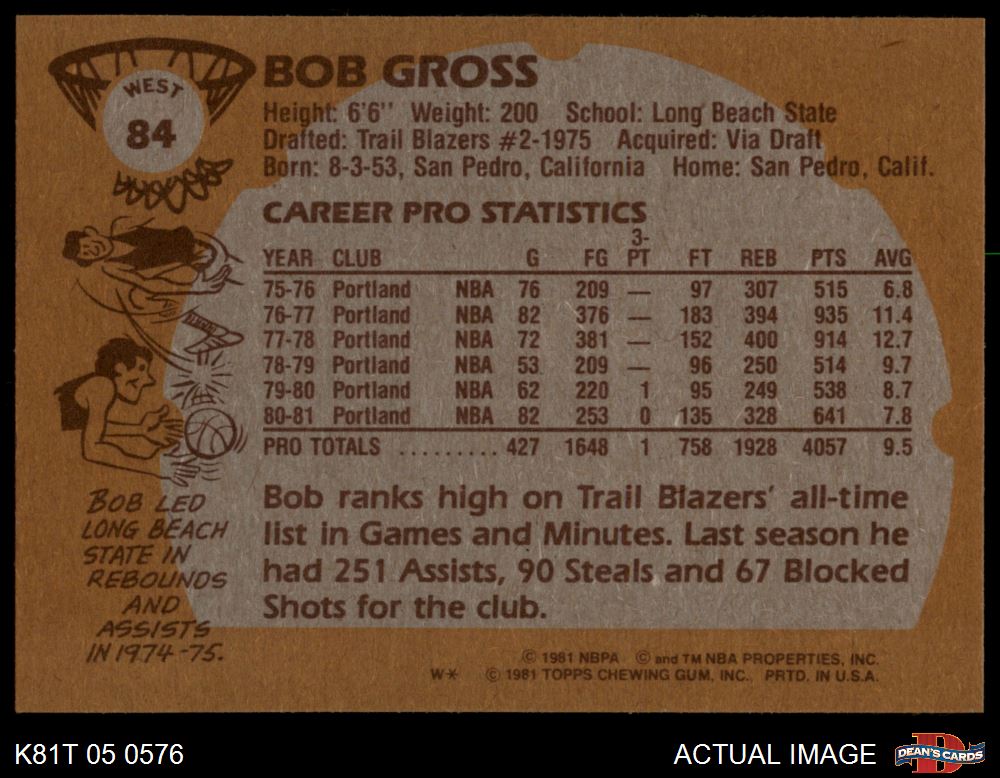 WEST
84
BOB GROSS
Height: 6'6'' Weight: 200 School: Long Beach State
Drafted: Trail Blazers #2-1975 Acquired: Via Draft
Born: 8-3-53, San Pedro, California Home: San Pedro, Calif.
CAREER PRO STATISTICS
YEAR CLUB G FG 3-PT FT REB PTS AVG
75-76 Portland NBA 76 209 — 97 307 515 6.8
76-77 Portland NBA 82 376 — 183 394 935 11.4
77-78 Portland NBA 72 381 — 152 400 914 12.7
78-79 Portland NBA 53 209 — 96 250 514 9.7
79-80 Portland NBA 62 220 1 95 249 538 8.7
80-81 Portland NBA 82 253 0 135 328 641 7.8
PRO TOTALS ......... 427 1648 1 758 1928 4057 9.5
BOB LED
LONG BEACH
STATE IN
REBOUNDS
AND
ASSISTS
IN 1974-75.
Bob ranks high on Trail Blazers' all-time
list in Games and Minutes. Last season he
had 251 Assists, 90 Steals and 67 Blocked
Shots for the club.
© 1981 NBPA © and TM NBA PROPERTIES, INC.
W* © 1981 TOPPS CHEWING GUM, INC. PRTD. IN U.S.A.
K81T 05 0576
ACTUAL IMAGE
D
DEAN'S CARDS